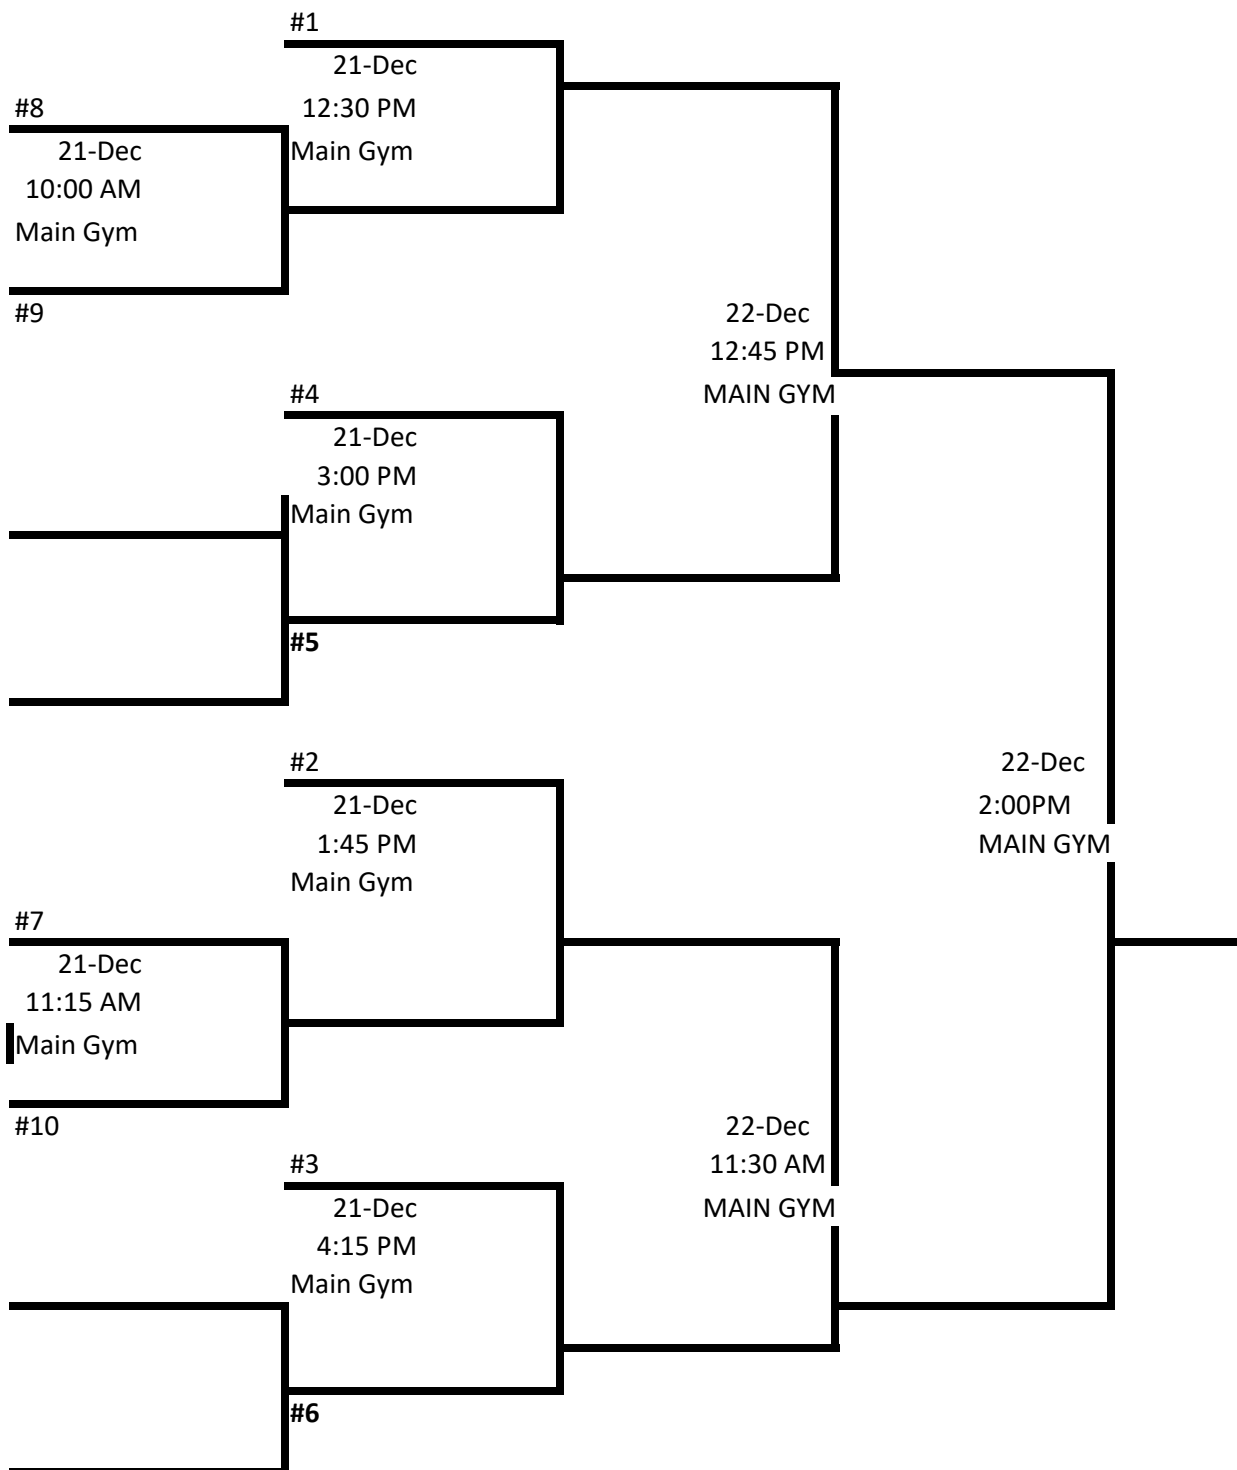 #1
21-Dec
12:30 PM
Main Gym
#8
21-Dec
10:00 AM
Main Gym
#9
22-Dec
12:45 PM
MAIN GYM
#4
21-Dec
3:00 PM
Main Gym
#5
#2
21-Dec
1:45 PM
Main Gym
22-Dec
2:00PM
MAIN GYM
#7
21-Dec
11:15 AM
Main Gym
#10
22-Dec
11:30 AM
MAIN GYM
#3
21-Dec
4:15 PM
Main Gym
#6